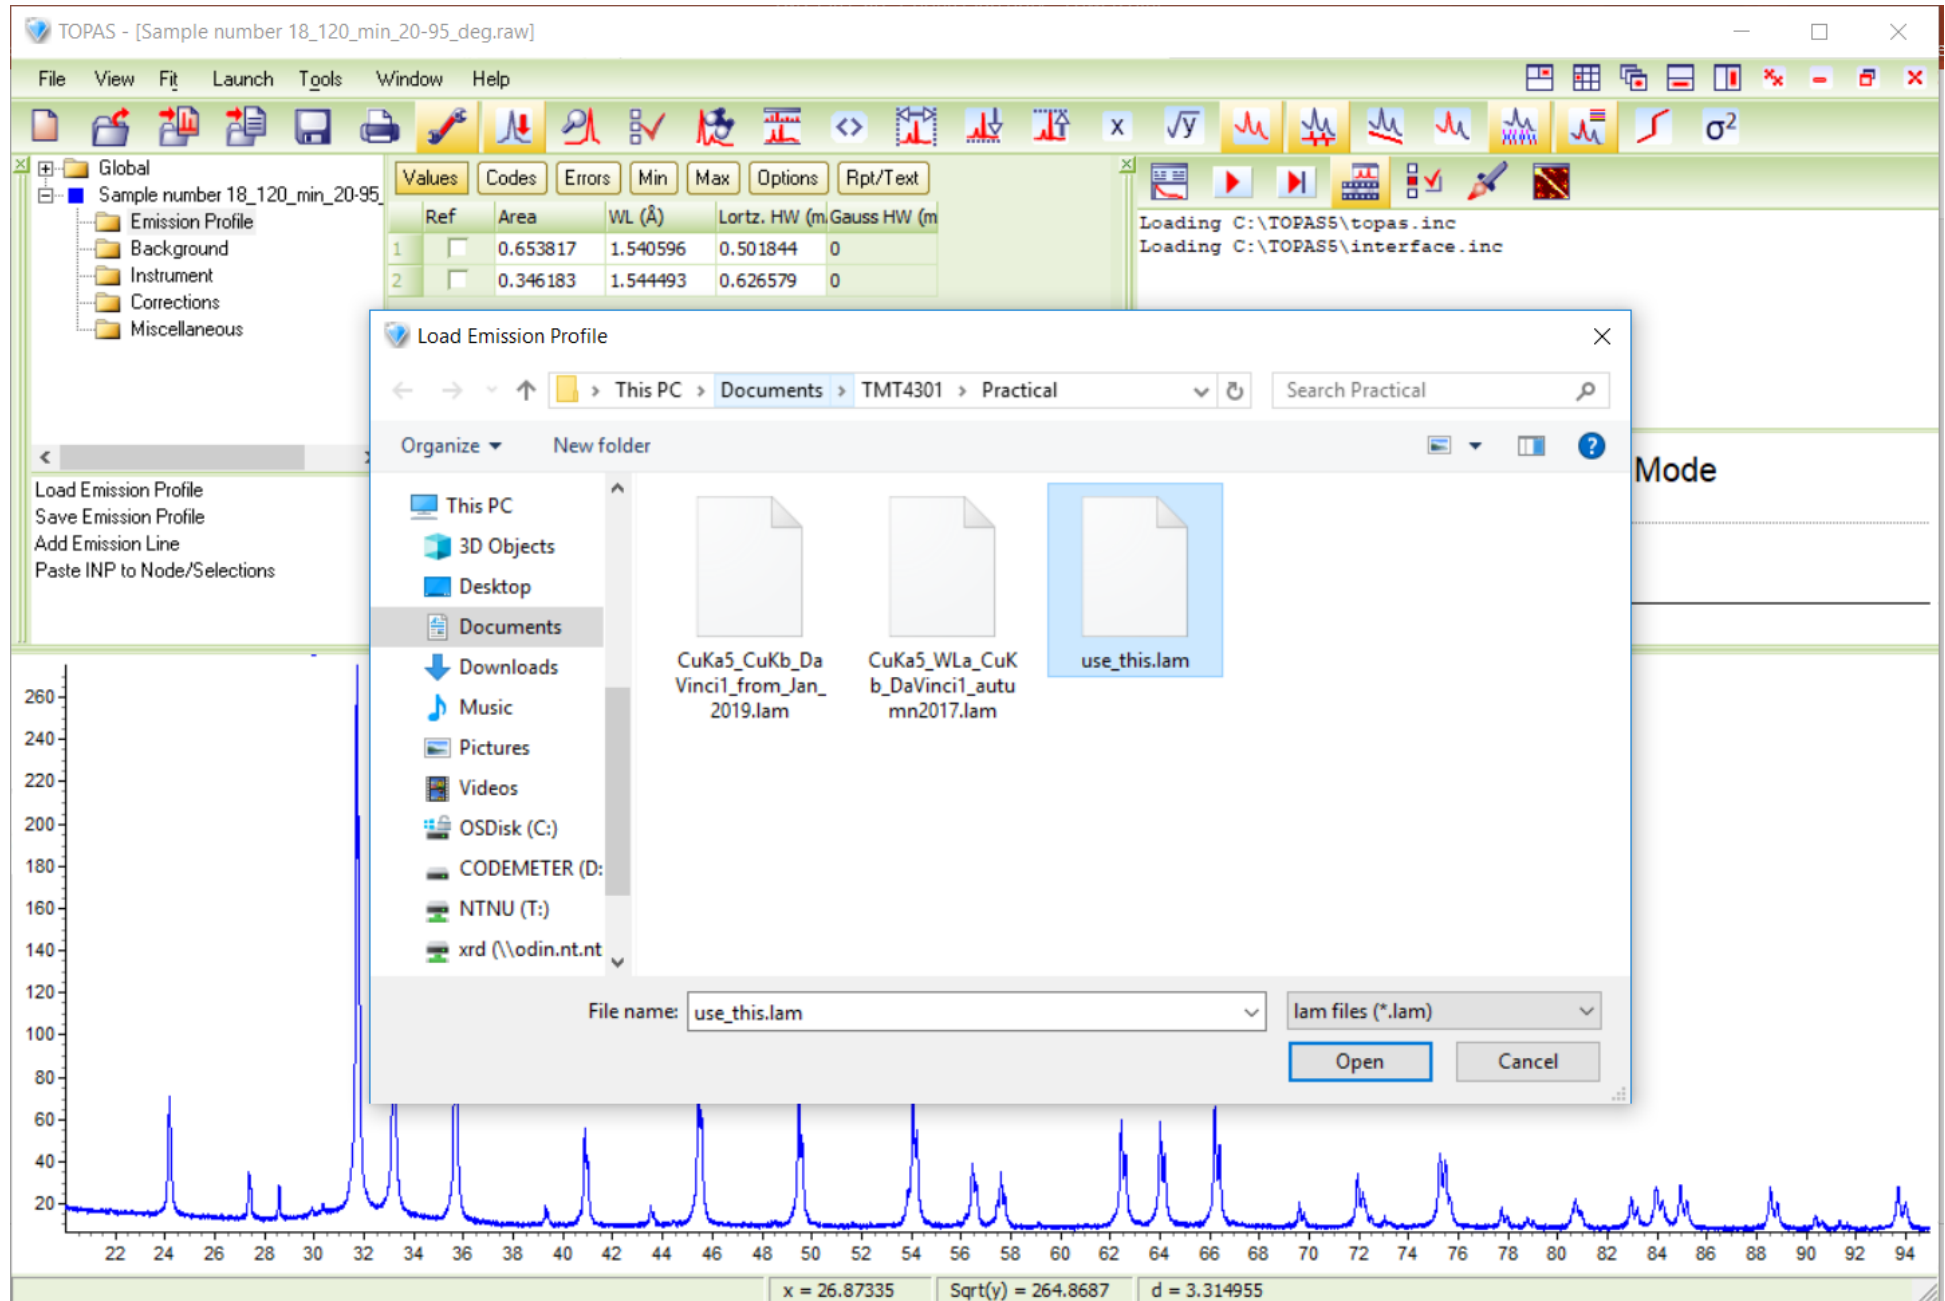 TOPAS - [Sample number 18_120_min_20-95_deg.raw]
File View Fit Launch Tools Window Help
Global
Sample number 18_120_min_20-95_
Emission Profile
Background
Instrument
Corrections
Miscellaneous
Values Codes Errors Min Max Options Rpt/Text
Ref Area WL (Å) Lortz. HW (m Gauss HW (m
1 0.653817 1.540596 0.501844 0
2 0.346183 1.544493 0.626579 0
x √y σ2
Loading C:\TOPAS5\topas.inc
Loading C:\TOPAS5\interface.inc
Mode
Load Emission Profile
Save Emission Profile
Add Emission Line
Paste INP to Node/Selections
Load Emission Profile
This PC > Documents > TMT4301 > Practical
Search Practical
Organize New folder
This PC
3D Objects
Desktop
Documents
Downloads
Music
Pictures
Videos
OSDisk (C:)
CODEMETER (D:
NTNU (T:)
xrd (\\odin.nt.nt
CuKa5_CuKb_Da
Vinci1_from_Jan_
2019.lam
CuKa5_WLa_CuK
b_DaVinci1_autu
mn2017.lam
use_this.lam
File name: use_this.lam
lam files (*.lam)
Open Cancel
260
240
220
200
180
160
140
120
100
80
60
40
20
22 24 26 28 30 32 34 36 38 40 42 44 46 48 50 52 54 56 58 60 62 64 66 68 70 72 74 76 78 80 82 84 86 88 90 92 94
x = 26.87335 Sqrt(y) = 264.8687 d = 3.314955